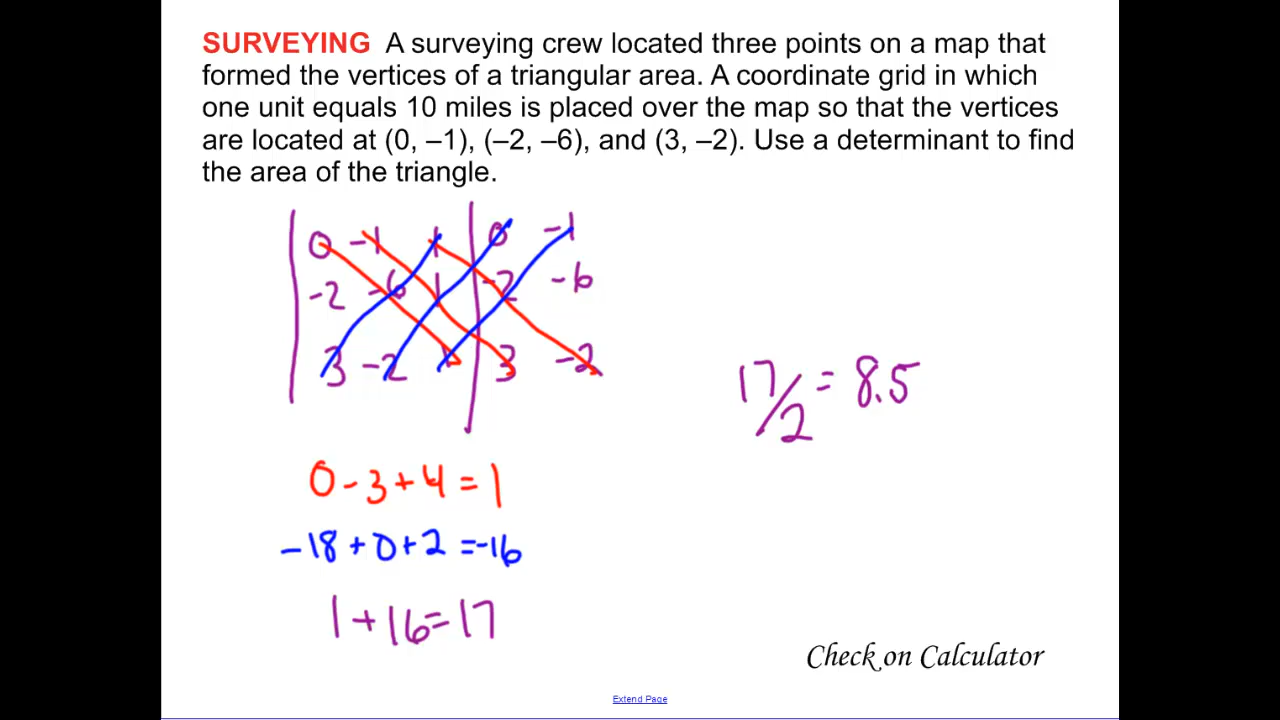 SURVEYING A surveying crew located three points on a map that
formed the vertices of a triangular area. A coordinate grid in which
one unit equals 10 miles is placed over the map so that the vertices
are located at (0, –1), (–2, –6), and (3, –2). Use a determinant to find
the area of the triangle.
0 -1 1 0 -1
-2 -6 1 -2 -6
3 -2 1 3 -2
17/2 = 8.5
0 - 3 + 4 = 1
-18 + 0 + 2 = -16
1 + 16 = 17
Check on Calculator
Extend Page